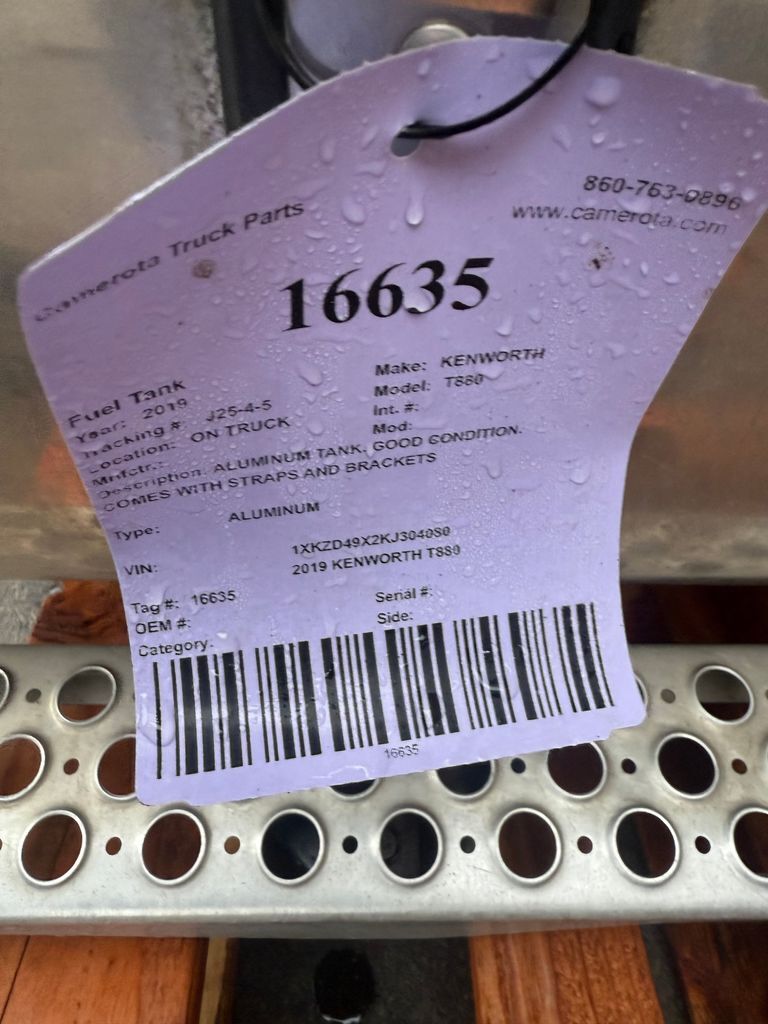 Camerota Truck Parts
860-763-0896
www.camerota.com
16635
Fuel Tank
Year: 2019
Tracking #: J25-4-5
Location: ON TRUCK
Mnfctr.:
Make: KENWORTH
Model: T880
Int. #:
Mod:
Description: ALUMINUM TANK. GOOD CONDITION.
COMES WITH STRAPS AND BRACKETS
Type: ALUMINUM
VIN: 1XKZD49X2KJ304080
2019 KENWORTH T880
Tag #: 16635
OEM #:
Category:
Serial #:
Side:
16635